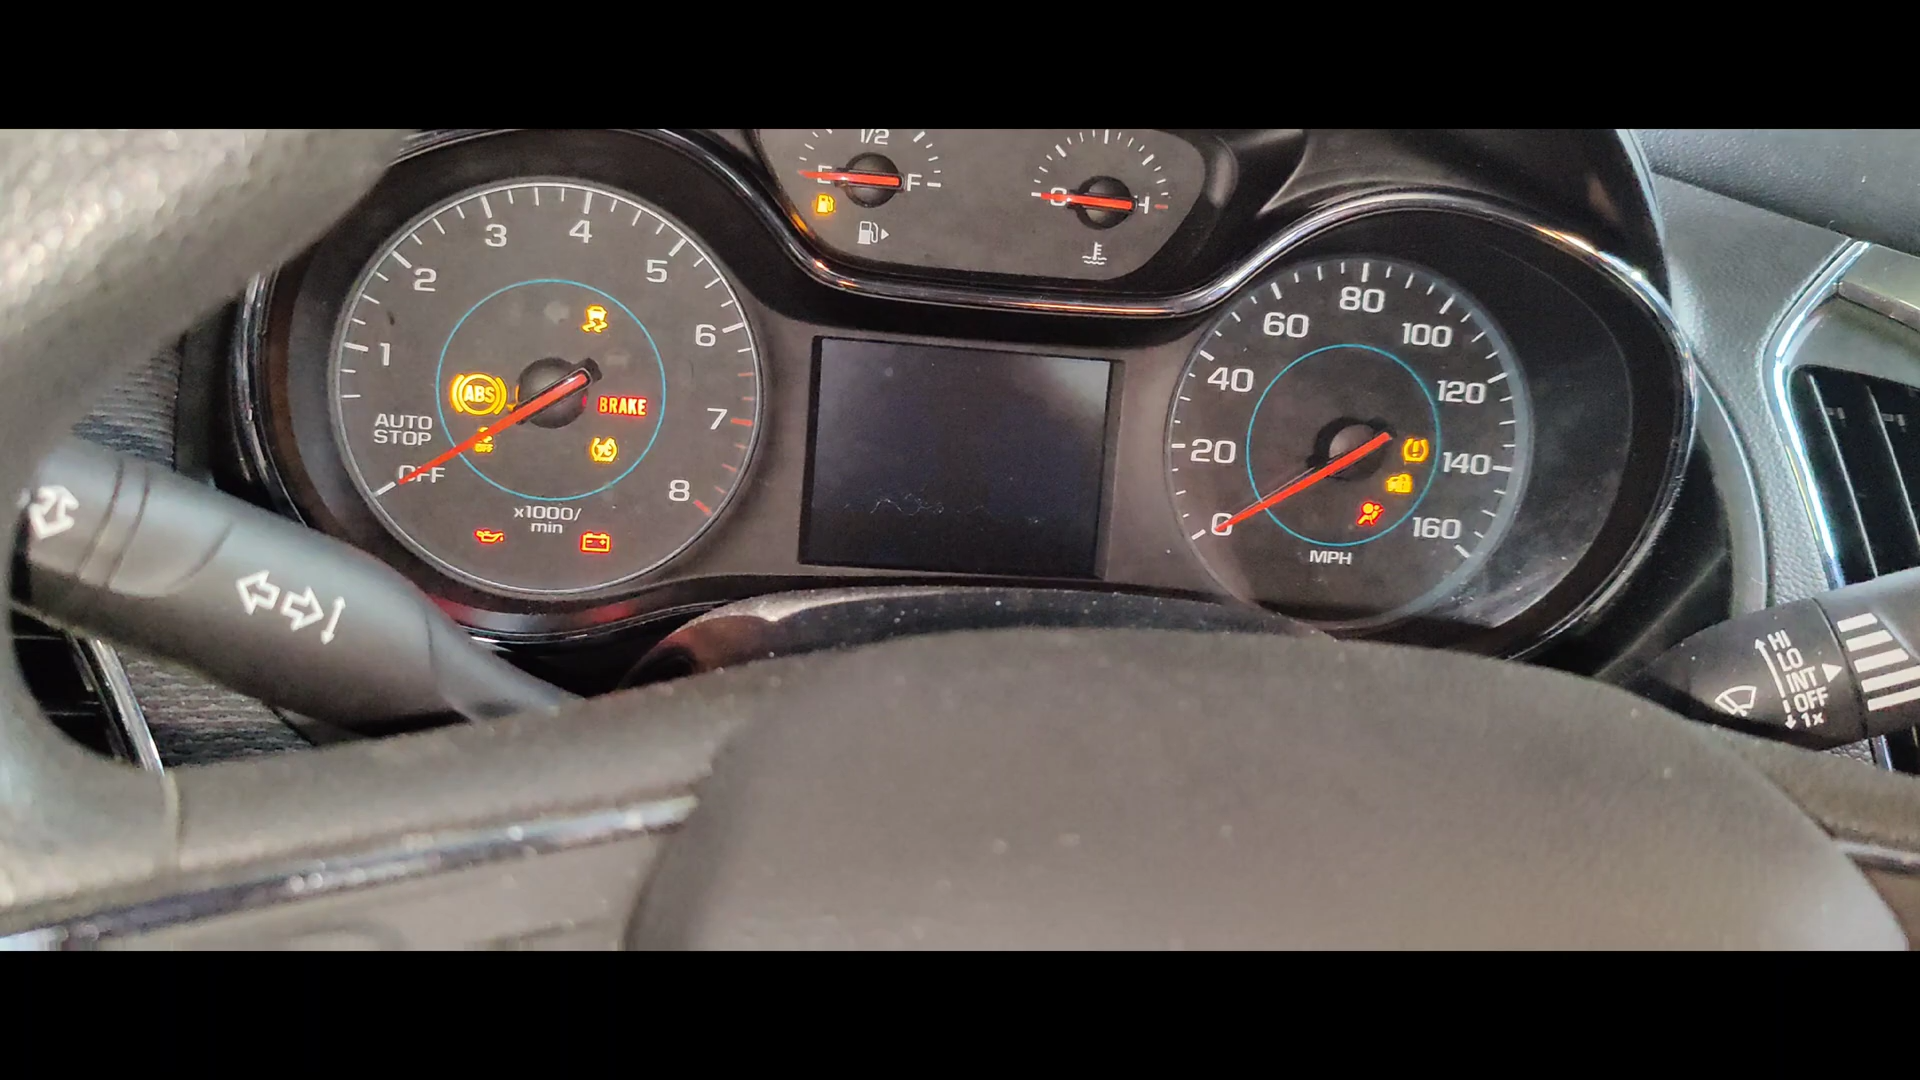 1/2
E F
C H
1 2 3 4 5 6 7 8
ABS
BRAKE
OFF
AUTO
STOP
OFF
x1000/
min
0 20 40 60 80 100 120 140 160
MPH
HI
LO
INT
OFF
1x